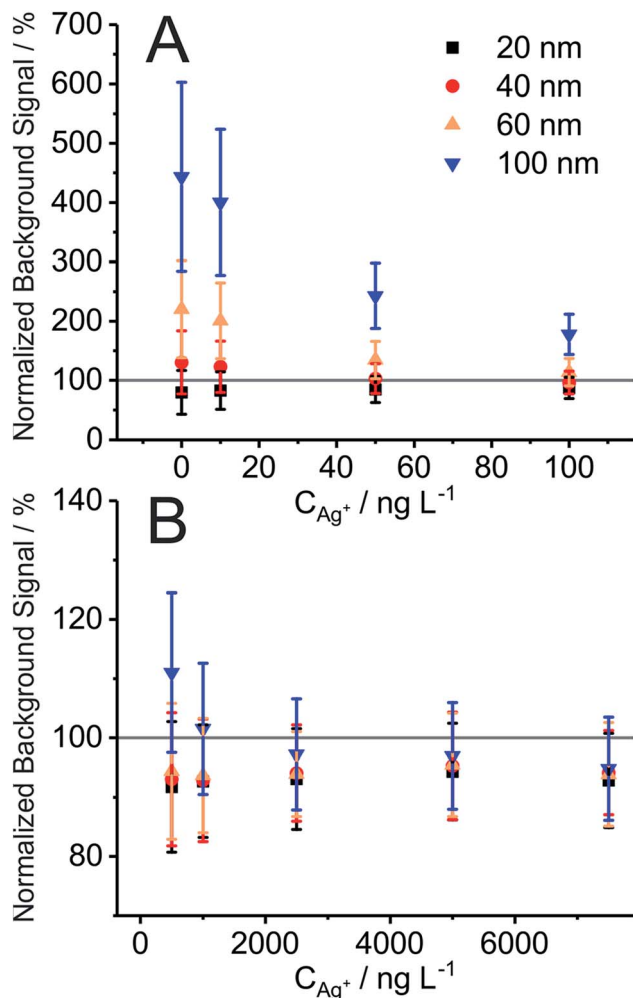 A
Normalized Background Signal / %
700
600
500
400
300
200
100
0
20 nm
40 nm
60 nm
100 nm
0 20 40 60 80 100
C_Ag⁺ / ng L⁻¹
B
Normalized Background Signal / %
140
120
100
80
0 2000 4000 6000
C_Ag⁺ / ng L⁻¹